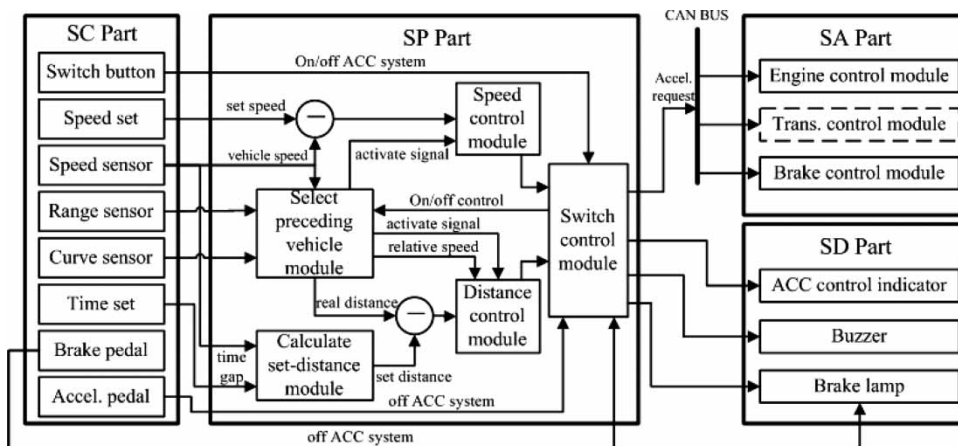 SC Part
Switch button
Speed set
Speed sensor
Range sensor
Curve sensor
Time set
Brake pedal
Accel. pedal
SP Part
On/off ACC system
set speed
vehicle speed
activate signal
Speed
control
module
Select
preceding
vehicle
module
On/off control
activate signal
relative speed
real distance
Distance
control
module
Switch
control
module
Calculate
set-distance
module
time
gap
set distance
off ACC system
off ACC system
CAN BUS
Accel.
request
SA Part
Engine control module
Trans. control module
Brake control module
SD Part
ACC control indicator
Buzzer
Brake lamp